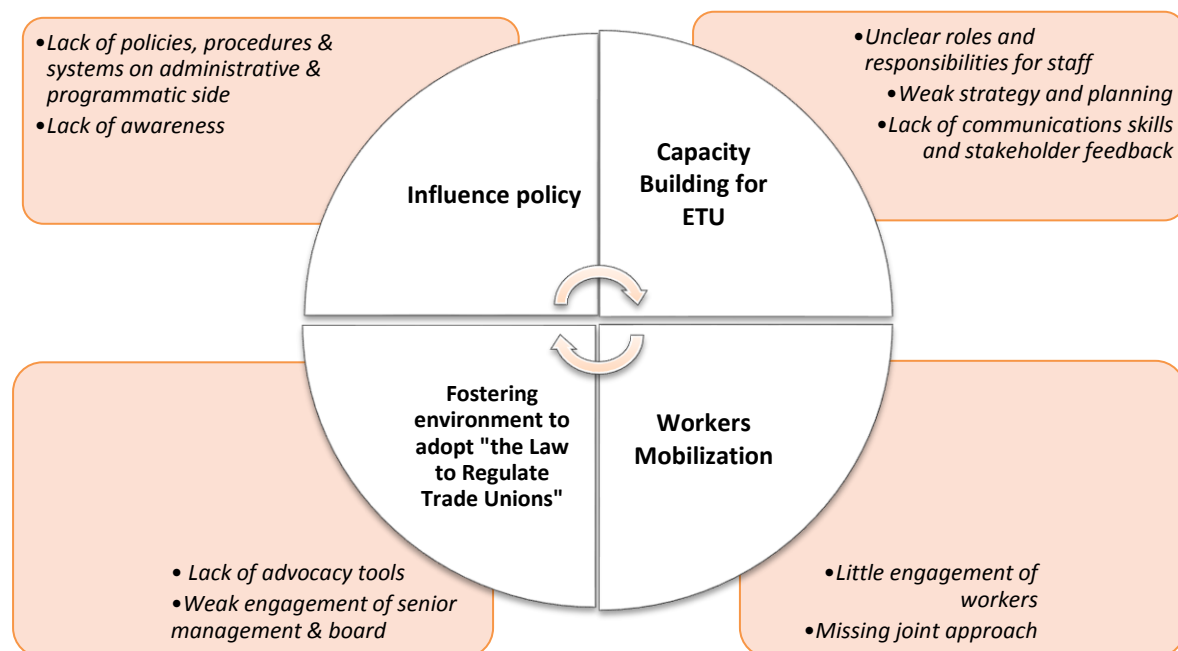 •Lack of policies, procedures &
systems on administrative &
programmatic side
•Lack of awareness
•Unclear roles and
responsibilities for staff
•Weak strategy and planning
•Lack of communications skills
and stakeholder feedback
Influence policy
Capacity
Building for
ETU
Fostering
environment to
adopt "the Law
to Regulate
Trade Unions"
Workers
Mobilization
• Lack of advocacy tools
•Weak engagement of senior
management & board
•Little engagement of
workers
•Missing joint approach